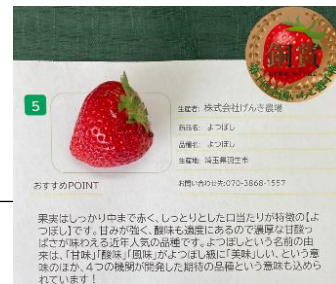 銅賞
5
生産者: 株式会社げんき農場
商品名: よつぼし
品種名: よつぼし
生産地: 埼玉県羽生市
おすすめPOINT
お問い合わせ先:070-3868-1557
果実はしっかり中まで赤く、しっとりとした口当たりが特徴の【よ
つぼし】です。甘みが強く、酸味も適度にあるので濃厚な甘酸っ
ぱさが味わえる近年人気の品種です。よつぼしという名前の由
来は、「甘味」「酸味」「風味」がよつぼし級に「美味」しい、という意
味のほか、4つの機関が開発した期待の品種という意味も込めら
れています!